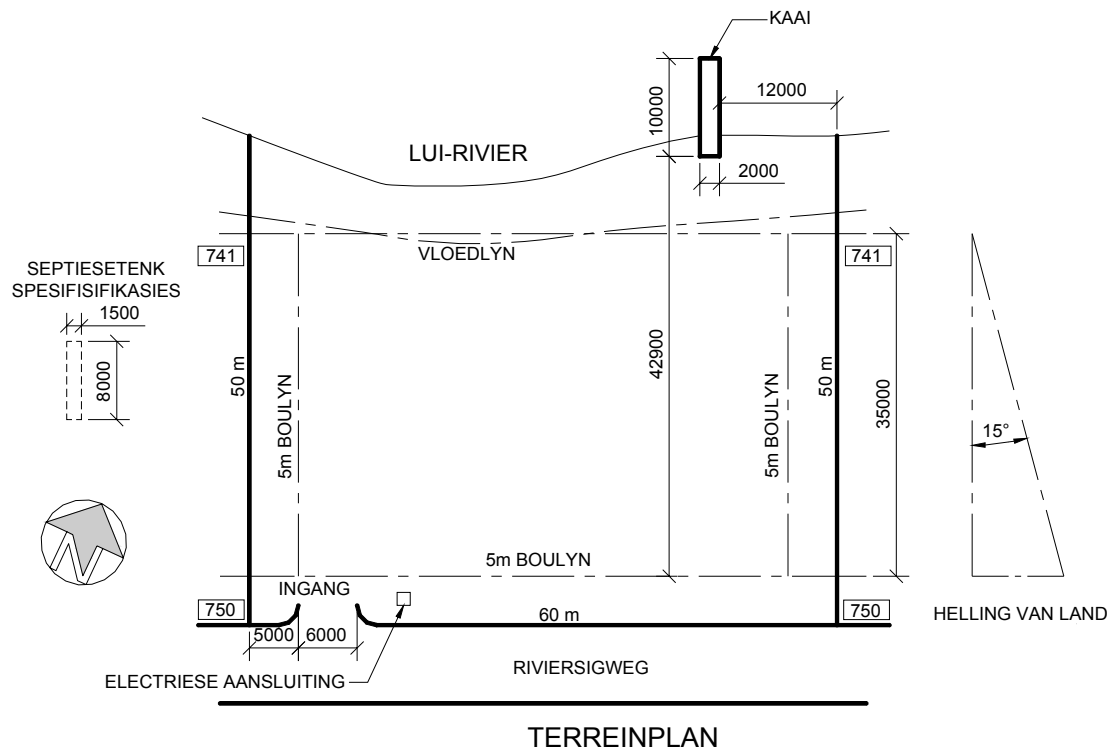 KAAI
12000
10000
LUI-RIVIER
2000
VLOEDLYN
741
741
SEPTIESETENK
SPESIFISIFIKASIES
1500
8000
50 m
5m BOULYN
42900
5m BOULYN
50 m
35000
15°
5m BOULYN
INGANG
750
750
HELLING VAN LAND
5000
6000
60 m
N
RIVIERSIGWEG
ELECTRIESE AANSLUITING
TERREINPLAN